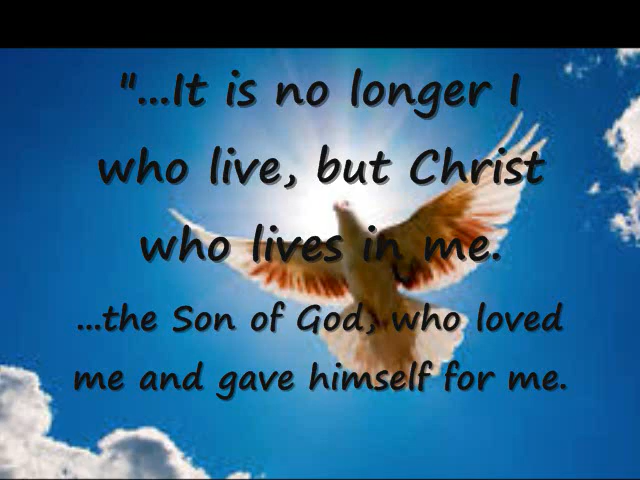 "...It is no longer I
who live, but Christ
who lives in me.
...the Son of God, who loved
me and gave himself for me.